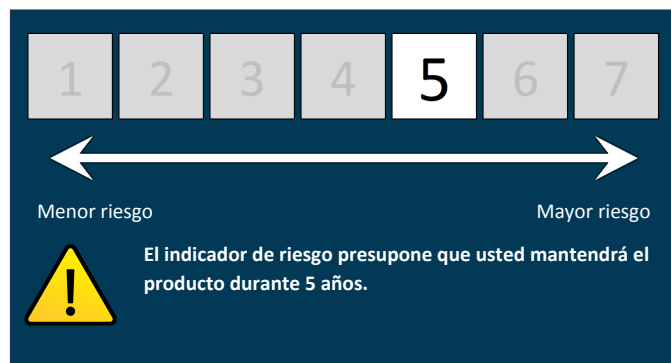 1 2 3 4 5 6 7
Menor riesgo Mayor riesgo
El indicador de riesgo presupone que usted mantendrá el
producto durante 5 años.